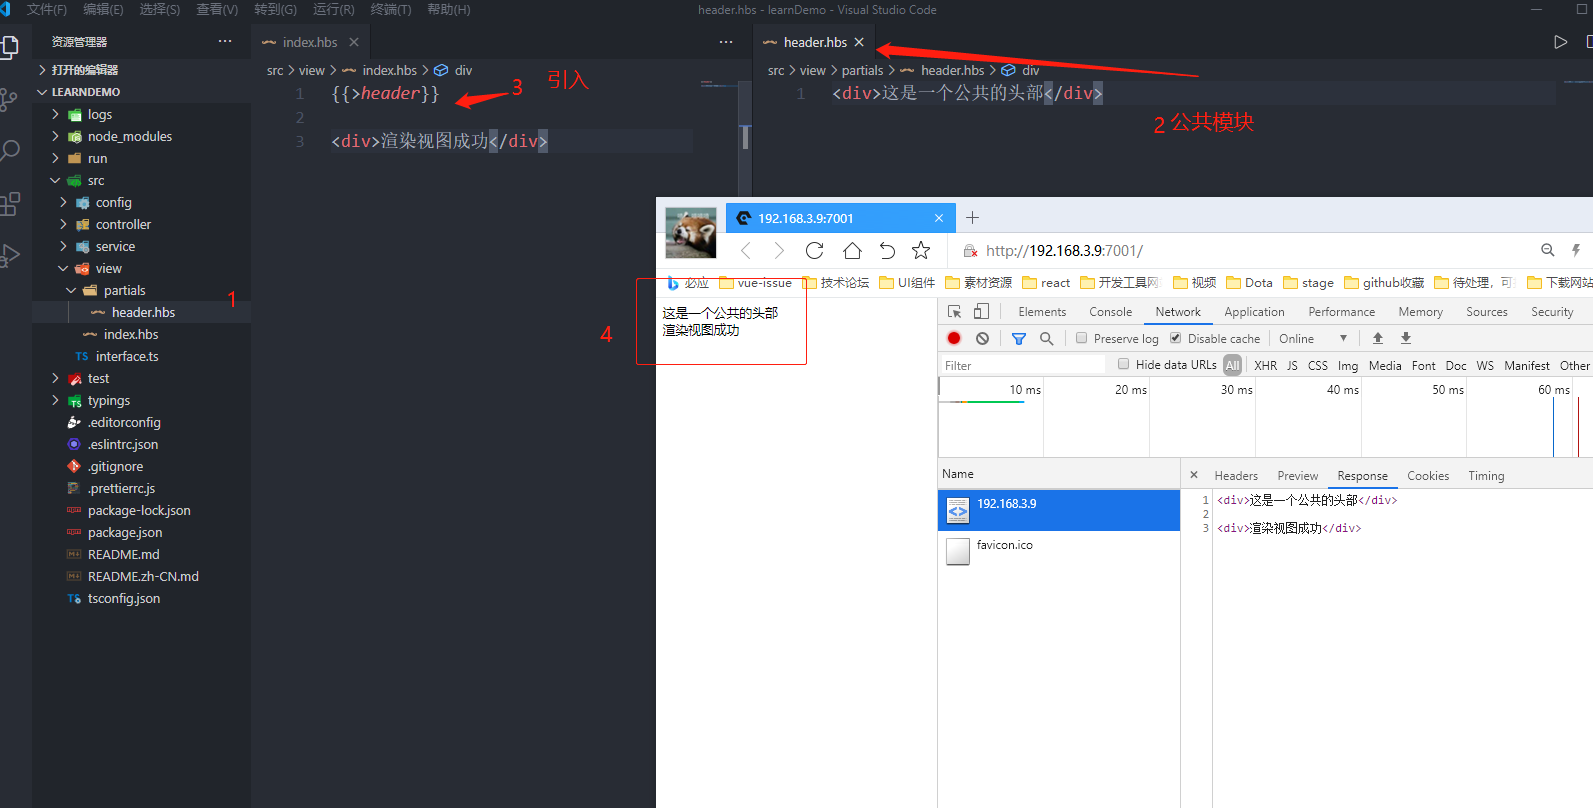 文件(F) 编辑(E) 选择(S) 查看(V) 转到(G) 运行(R) 终端(T) 帮助(H) header.hbs - learnDemo - Visual Studio Code
资源管理器 ···
打开的编辑器
LEARNDEMO
logs
node_modules
run
src
config
controller
service
view
partials
1
header.hbs
index.hbs
TS interface.ts
test
typings
.editorconfig
.eslintrc.json
.gitignore
.prettierrc.js
package-lock.json
package.json
README.md
README.zh-CN.md
tsconfig.json
index.hbs × ···
src > view > index.hbs > div
1 {{>header}}
2
3 <div>渲染视图成功</div>
3 引入
header.hbs ×
src > view > partials > header.hbs > div
1 <div>这是一个公共的头部</div>
2 公共模块
192.168.3.9:7001 × +
http://192.168.3.9:7001/
必应 vue-issue 技术论坛 UI组件 素材资源 react 开发工具网 视频 Dota stage github收藏 待处理，可 下载网站
4
这是一个公共的头部
渲染视图成功
Elements Console Network Application Performance Memory Sources Security
Preserve log Disable cache Online
Filter Hide data URLs All XHR JS CSS Img Media Font Doc WS Manifest Other
10 ms 20 ms 30 ms 40 ms 50 ms 60 ms
Name
192.168.3.9
favicon.ico
× Headers Preview Response Cookies Timing
1 <div>这是一个公共的头部</div>
2
3 <div>渲染视图成功</div>